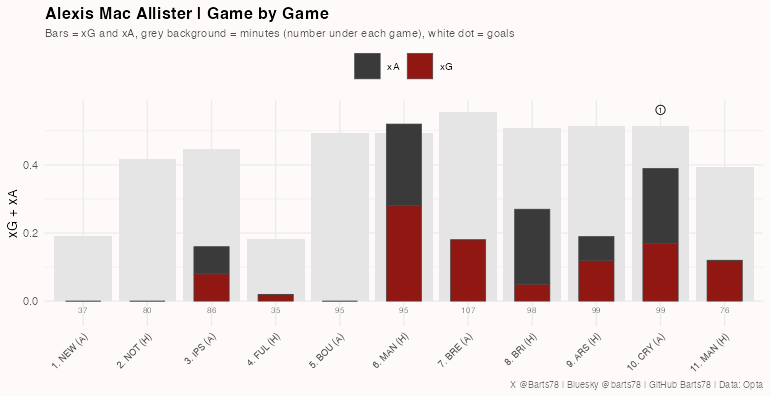 Alexis Mac Allister | Game by Game
Bars = xG and xA, grey background = minutes (number under each game), white dot = goals
xA xG
xG + xA
0.4
0.2
0.0
1
37 80 86 35 95 95 107 98 99 99 76
1. NEW (A) 2. NOT (H) 3. IPS (A) 4. FUL (H) 5. BOU (A) 6. MAN (H) 7. BRE (A) 8. BRI (H) 9. ARS (H) 10. CRY (A) 11. MAN (H)
X @Barts78 | Bluesky @barts78 | GitHub Barts78 | Data: Opta